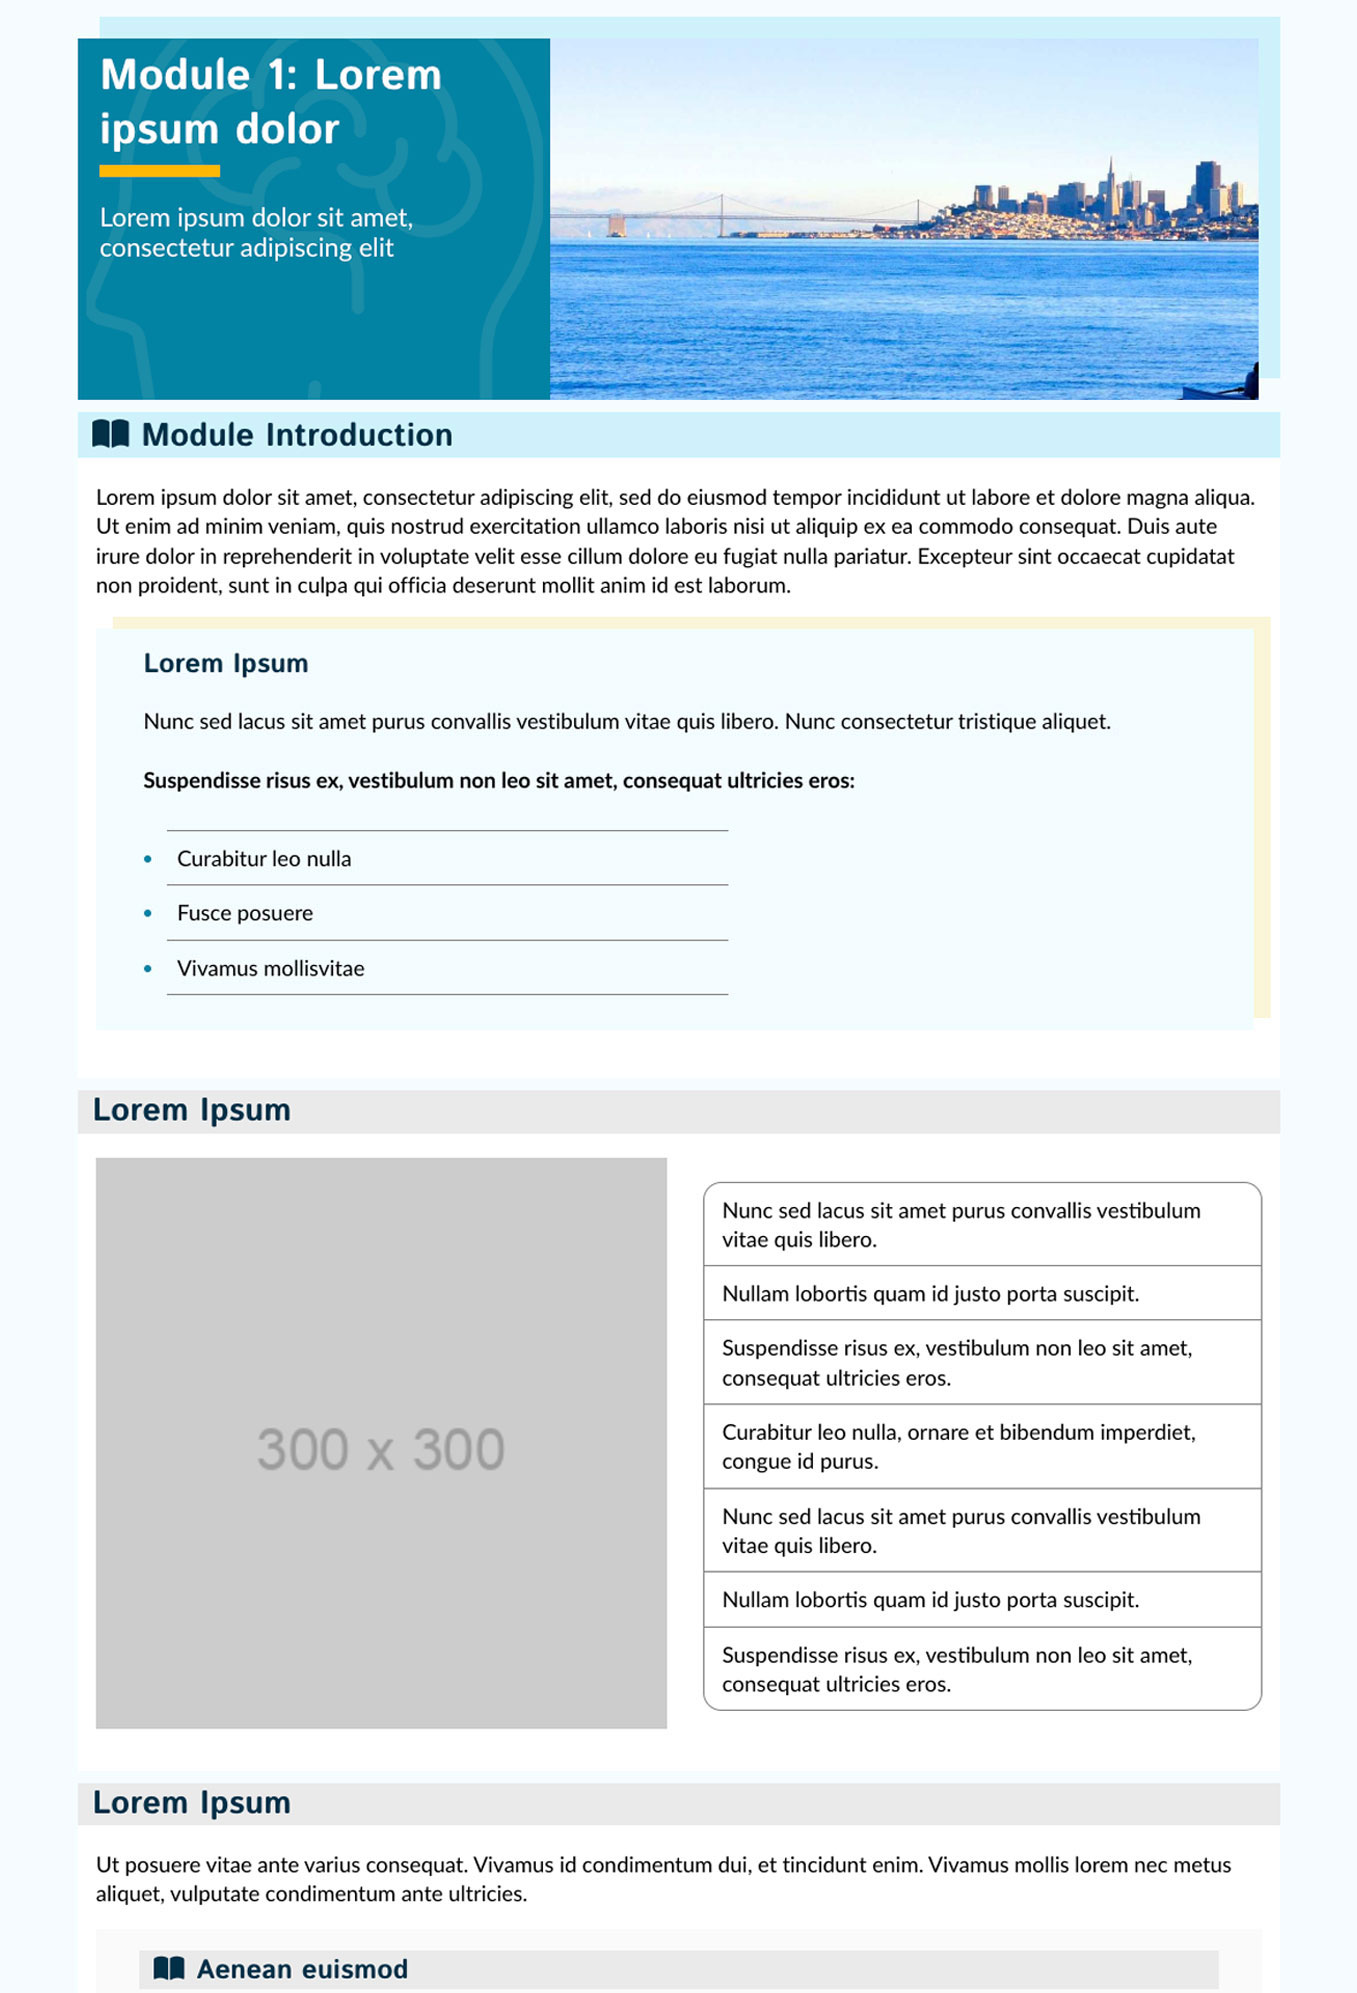 Module 1: Lorem
ipsum dolor
Lorem ipsum dolor sit amet,
consectetur adipiscing elit
Module Introduction
Lorem ipsum dolor sit amet, consectetur adipiscing elit, sed do eiusmod tempor incididunt ut labore et dolore magna aliqua.
Ut enim ad minim veniam, quis nostrud exercitation ullamco laboris nisi ut aliquip ex ea commodo consequat. Duis aute
irure dolor in reprehenderit in voluptate velit esse cillum dolore eu fugiat nulla pariatur. Excepteur sint occaecat cupidatat
non proident, sunt in culpa qui officia deserunt mollit anim id est laborum.
Lorem Ipsum
Nunc sed lacus sit amet purus convallis vestibulum vitae quis libero. Nunc consectetur tristique aliquet.
Suspendisse risus ex, vestibulum non leo sit amet, consequat ultricies eros:
• Curabitur leo nulla
• Fusce posuere
• Vivamus mollisvitae
Lorem Ipsum
300 x 300
Nunc sed lacus sit amet purus convallis vestibulum
vitae quis libero.
Nullam lobortis quam id justo porta suscipit.
Suspendisse risus ex, vestibulum non leo sit amet,
consequat ultricies eros.
Curabitur leo nulla, ornare et bibendum imperdiet,
congue id purus.
Nunc sed lacus sit amet purus convallis vestibulum
vitae quis libero.
Nullam lobortis quam id justo porta suscipit.
Suspendisse risus ex, vestibulum non leo sit amet,
consequat ultricies eros.
Lorem Ipsum
Ut posuere vitae ante varius consequat. Vivamus id condimentum dui, et tincidunt enim. Vivamus mollis lorem nec metus
aliquet, vulputate condimentum ante ultricies.
Aenean euismod